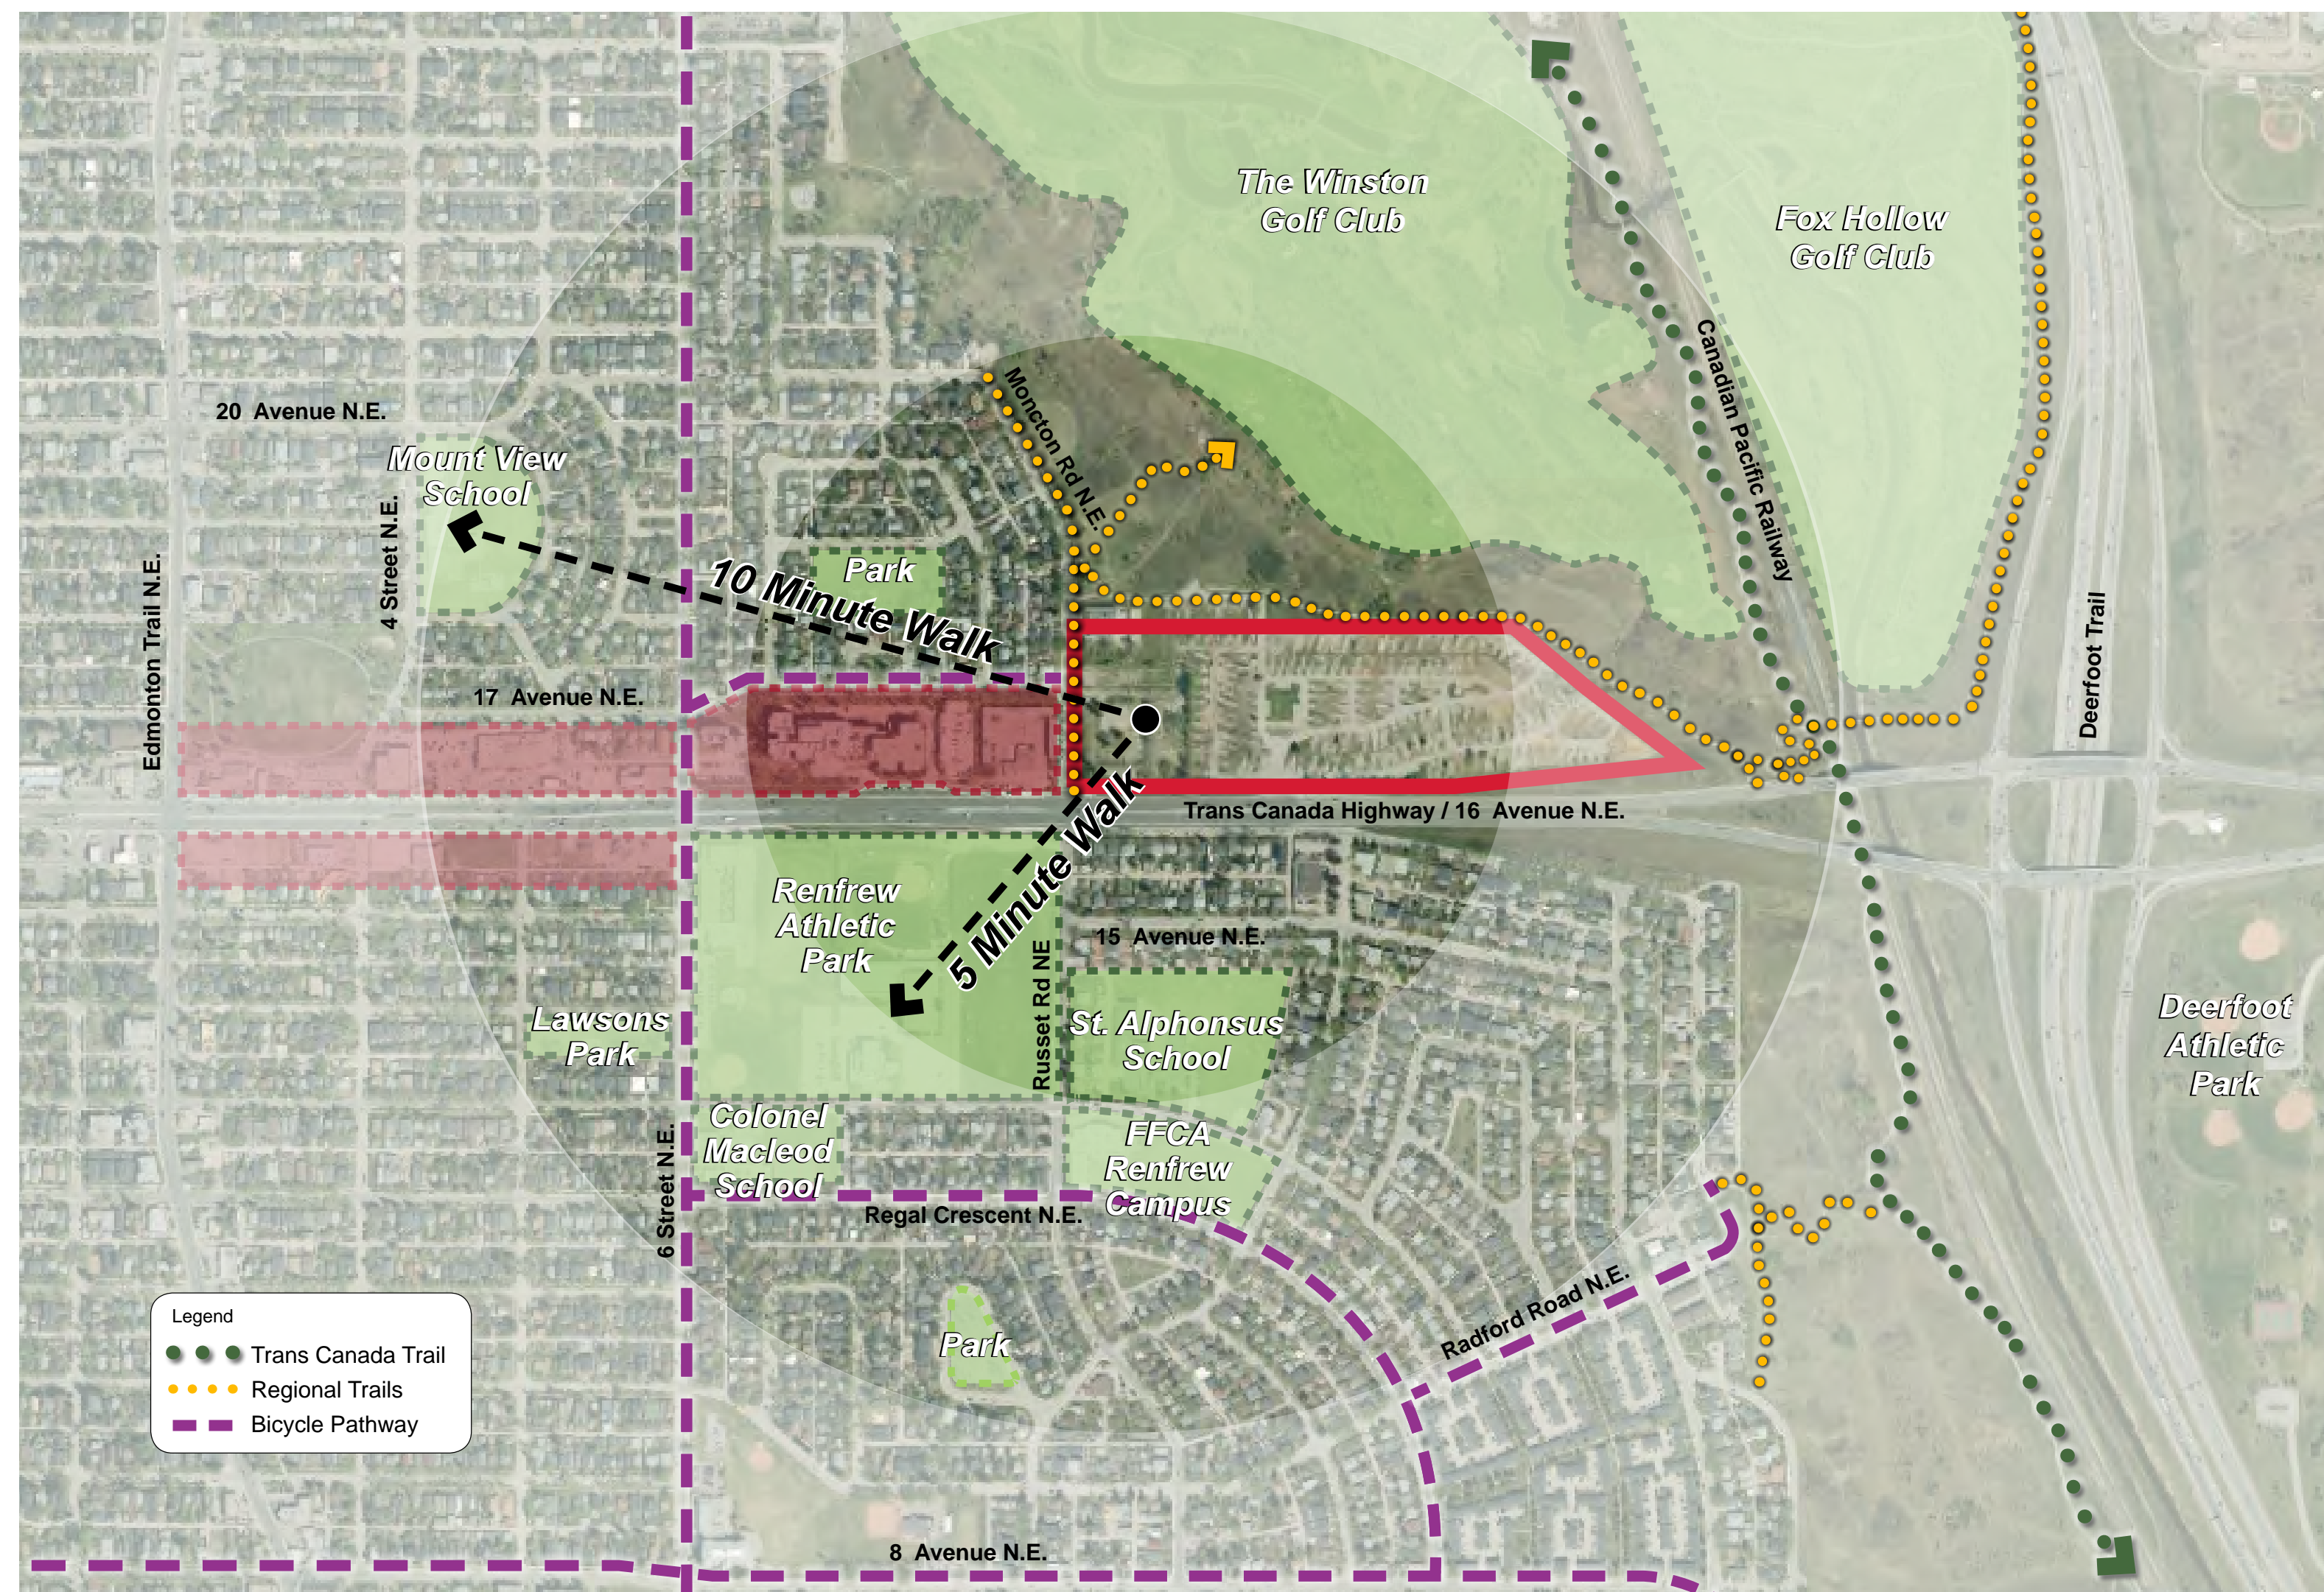 The Winston
Golf Club
Fox Hollow
Golf Club
Canadian Pacific Railway
Moncton Rd N.E.
20 Avenue N.E.
Mount View
School
4 Street N.E.
Edmonton Trail N.E.
Park
10 Minute Walk
17 Avenue N.E.
Deerfoot Trail
Trans Canada Highway / 16 Avenue N.E.
5 Minute Walk
Renfrew
Athletic
Park
15 Avenue N.E.
Russet Rd NE
Lawsons
Park
St. Alphonsus
School
Deerfoot
Athletic
Park
Colonel
Macleod
School
FFCA
Renfrew
Campus
6 Street N.E.
Regal Crescent N.E.
Radford Road N.E.
Park
Legend
Trans Canada Trail
Regional Trails
Bicycle Pathway
8 Avenue N.E.